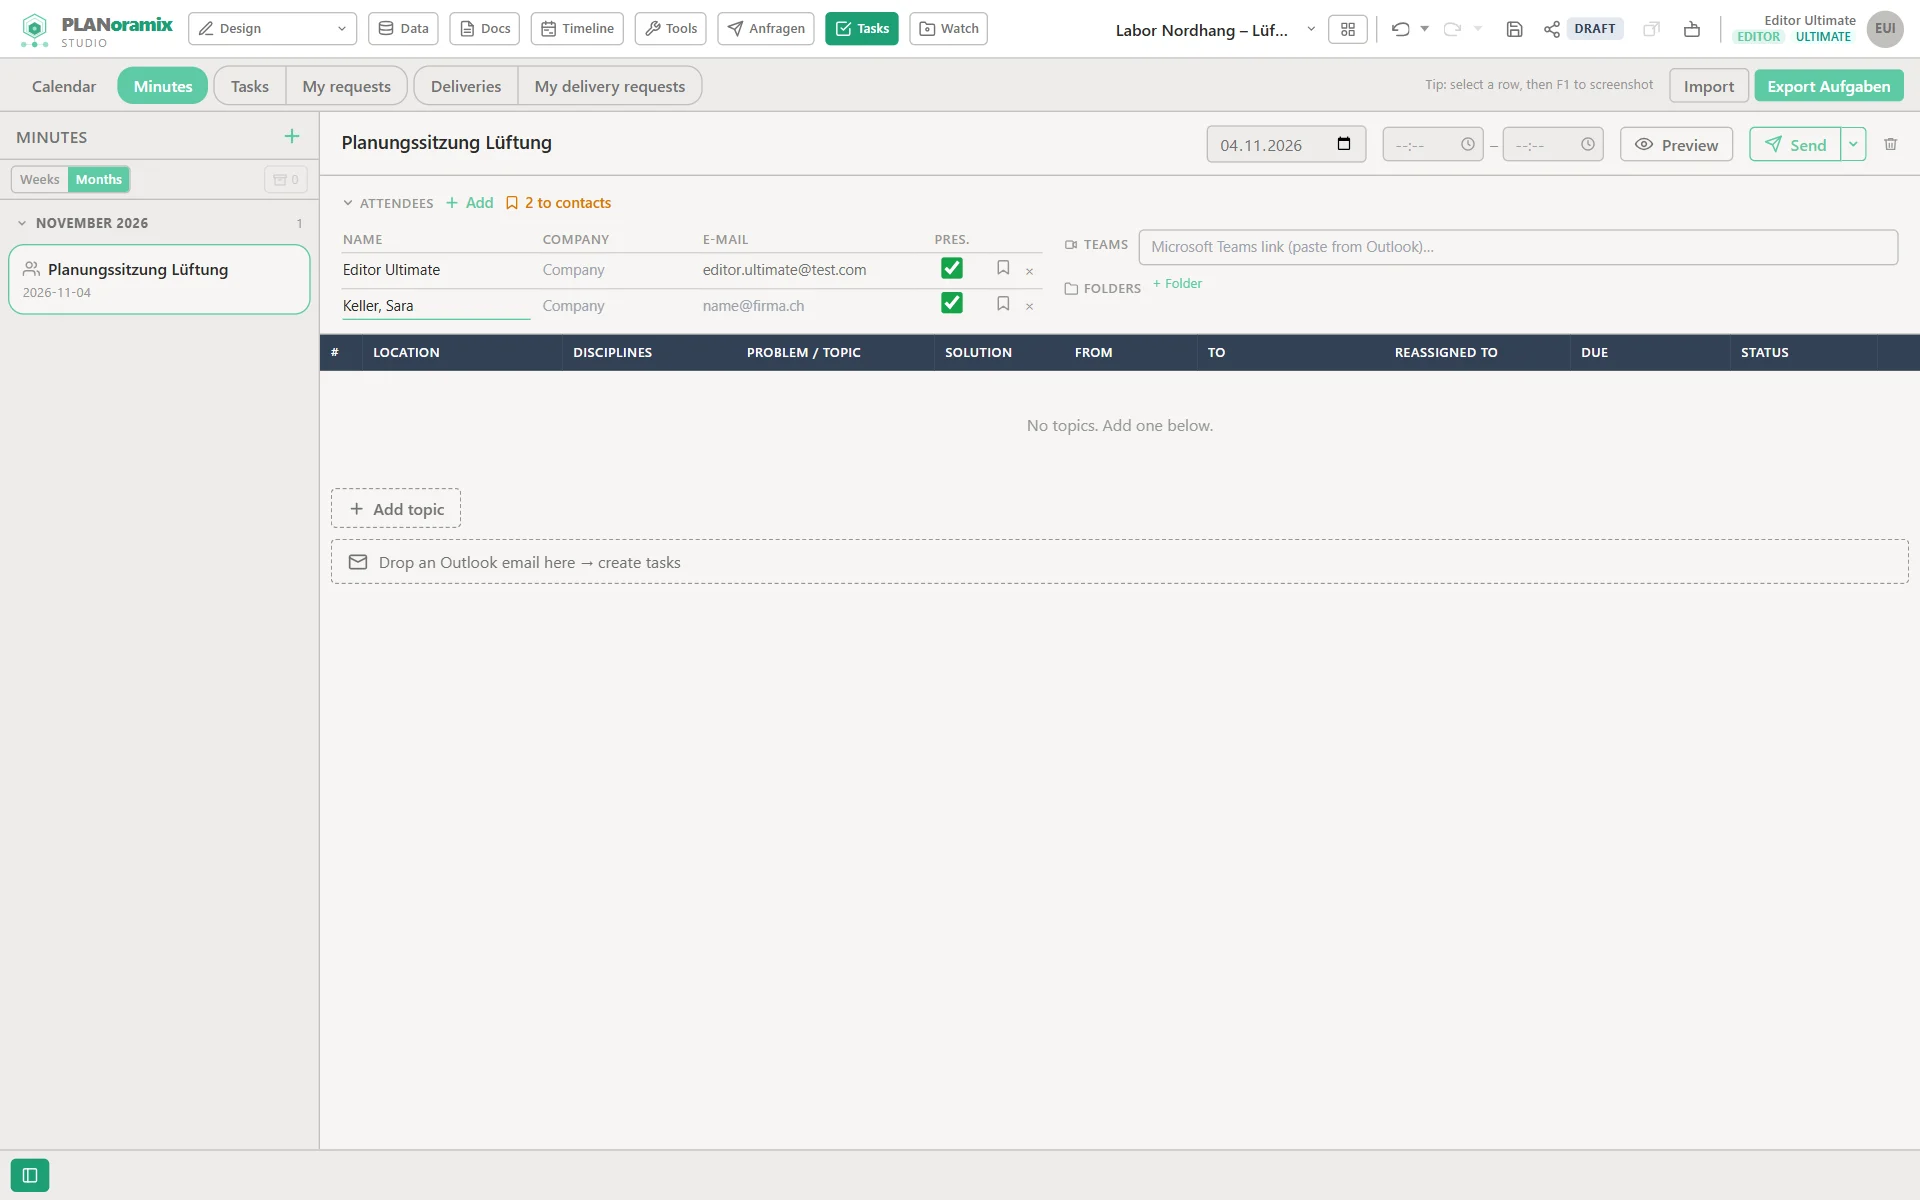 PLANoramix
STUDIO
Design
Data
Docs
Timeline
Tools
Anfragen
Tasks
Watch
Labor Nordhang – Lüf...
DRAFT
Editor Ultimate
EDITOR ULTIMATE
EUI
Calendar
Minutes
Tasks
My requests
Deliveries
My delivery requests
Tip: select a row, then F1 to screenshot
Import
Export Aufgaben
MINUTES
Weeks
Months
0
NOVEMBER 2026
1
Planungssitzung Lüftung
2026-11-04
Planungssitzung Lüftung
04.11.2026
--:--
–
--:--
Preview
Send
ATTENDEES
+ Add
2 to contacts
NAME COMPANY E-MAIL PRES.
Editor Ultimate Company editor.ultimate@test.com ×
Keller, Sara Company name@firma.ch ×
TEAMS
Microsoft Teams link (paste from Outlook)...
FOLDERS
+ Folder
# LOCATION DISCIPLINES PROBLEM / TOPIC SOLUTION FROM TO REASSIGNED TO DUE STATUS
No topics. Add one below.
+ Add topic
Drop an Outlook email here → create tasks